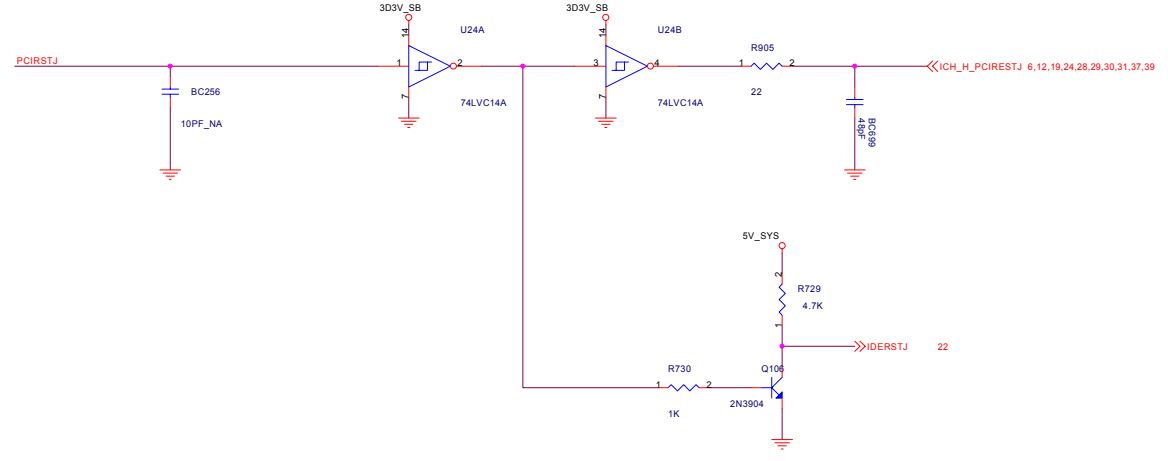 3D3V_SB
3D3V_SB
14
U24A
14
U24B
R905
PCIRSTJ
1
2
3
4
1
2
ICH_H_PCIRESTJ 6,12,19,24,28,29,30,31,37,39
BC256
7
74LVC14A
7
74LVC14A
22
10PF_NA
BC699
48pF
5V_SYS
2
R729
4.7K
1
IDERSTJ 22
R730
Q106
1
2
2N3904
1K